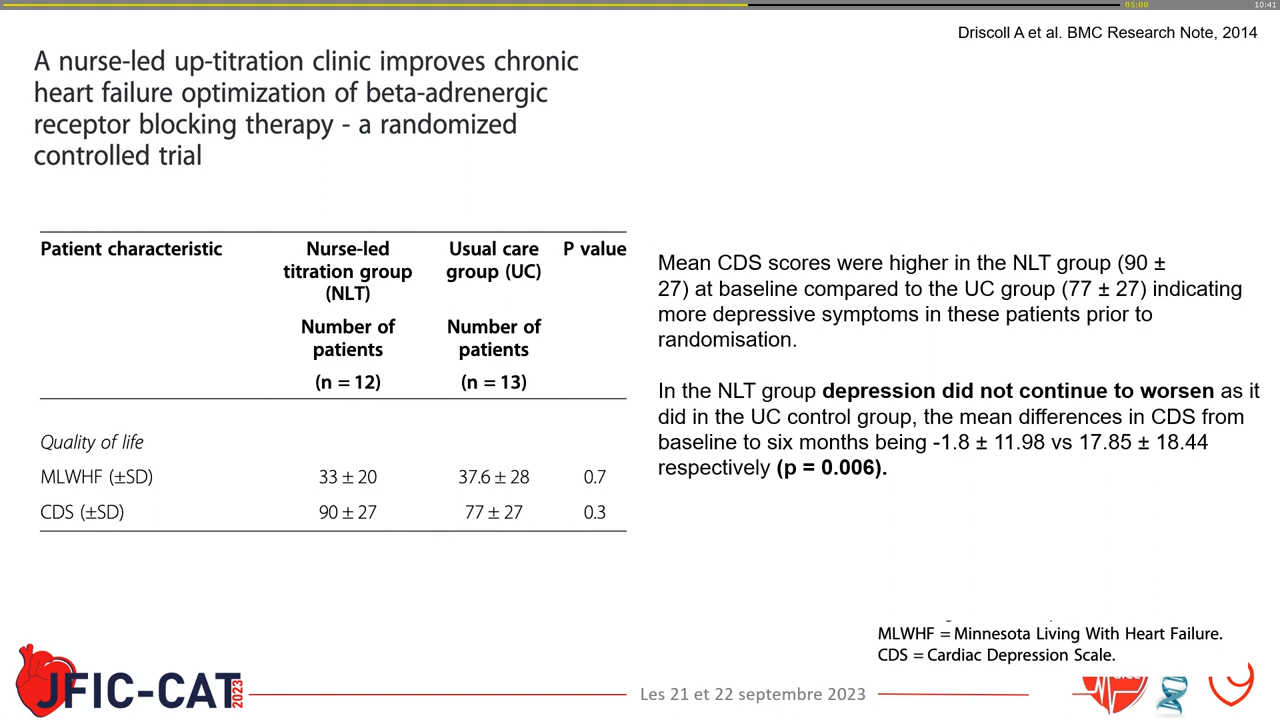 05:00
10:41
Driscoll A et al. BMC Research Note, 2014
A nurse-led up-titration clinic improves chronic
heart failure optimization of beta-adrenergic
receptor blocking therapy - a randomized
controlled trial
Patient characteristic Nurse-led titration group (NLT) Usual care group (UC) P value
Number of patients Number of patients
(n = 12) (n = 13)
Quality of life
MLWHF (±SD) 33 ± 20 37.6 ± 28 0.7
CDS (±SD) 90 ± 27 77 ± 27 0.3
Mean CDS scores were higher in the NLT group (90 ±
27) at baseline compared to the UC group (77 ± 27) indicating
more depressive symptoms in these patients prior to
randomisation.
In the NLT group depression did not continue to worsen as it
did in the UC control group, the mean differences in CDS from
baseline to six months being -1.8 ± 11.98 vs 17.85 ± 18.44
respectively (p = 0.006).
MLWHF = Minnesota Living With Heart Failure.
CDS = Cardiac Depression Scale.
JFIC-CAT 2023
Les 21 et 22 septembre 2023